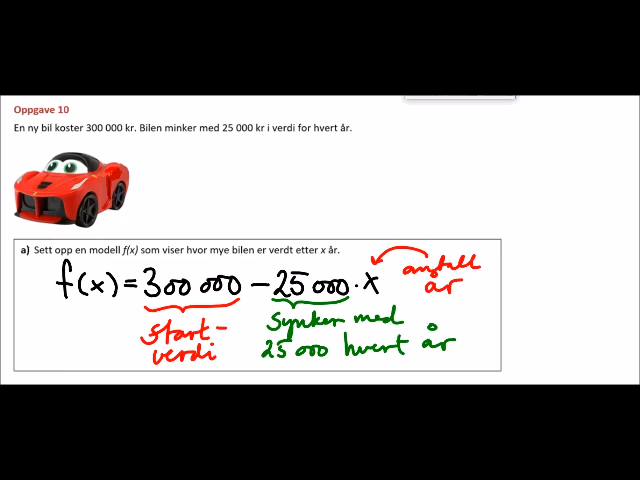 Oppgave 10
En ny bil koster 300 000 kr. Bilen minker med 25 000 kr i verdi for hvert år.
a) Sett opp en modell f(x) som viser hvor mye bilen er verdt etter x år.
f(x) = 300 000 − 25 000 · x
antall
år
start-
verdi
synker med
25 000 hvert år